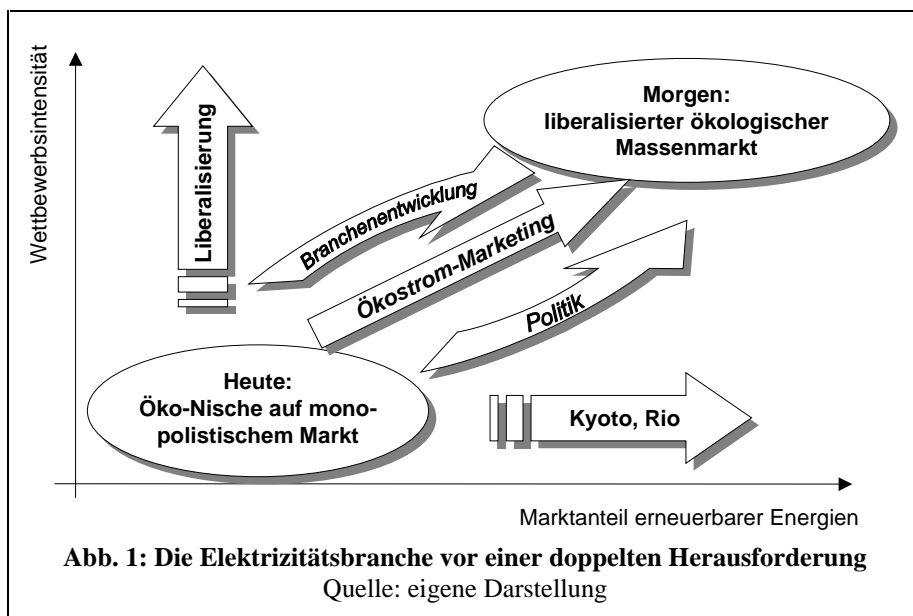 Wettbewerbsintensität
Liberalisierung
Morgen:
liberalisierter ökologischer
Massenmarkt
Branchenentwicklung
Ökostrom-Marketing
Politik
Heute:
Öko-Nische auf mono-
polistischem Markt
Kyoto, Rio
Marktanteil erneuerbarer Energien
Abb. 1: Die Elektrizitätsbranche vor einer doppelten Herausforderung
Quelle: eigene Darstellung